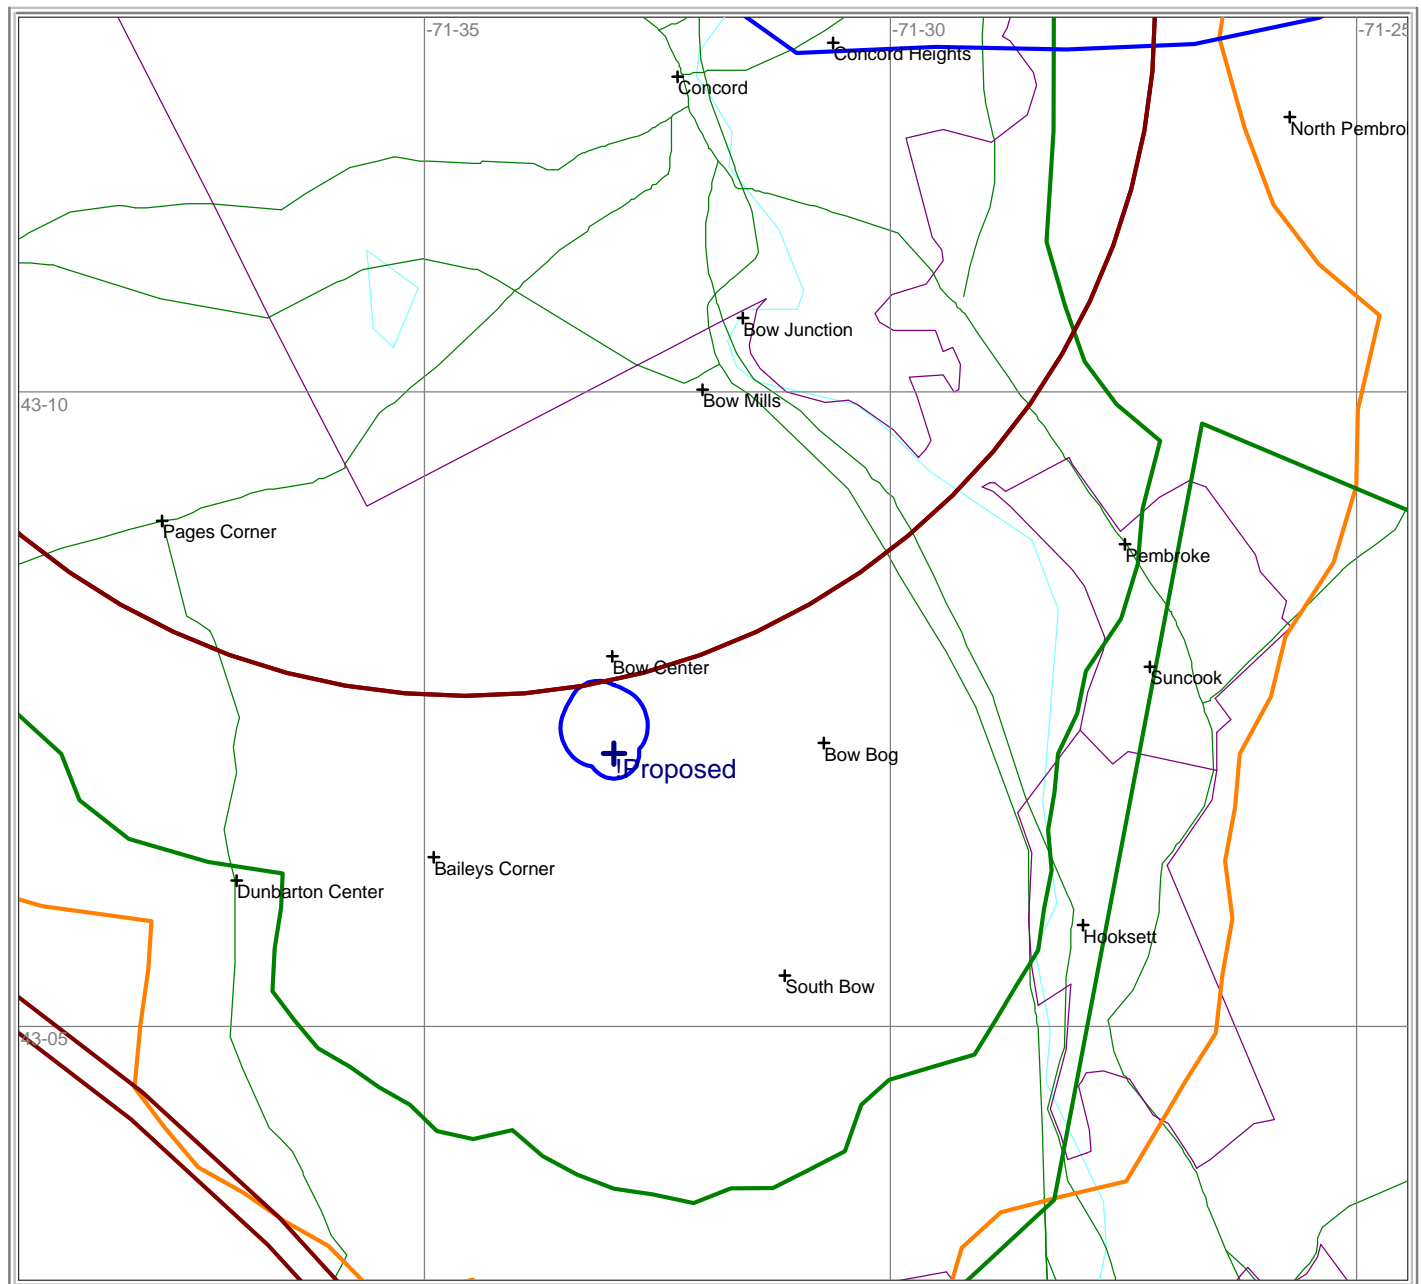 -71-35
-71-30
-71-25
Concord Heights
Concord
North Pembro
Bow Junction
43-10
Bow Mills
Pages Corner
Pembroke
Bow Center
Suncook
Bow Bog
!Proposed
Baileys Corner
Dunbarton Center
Hooksett
South Bow
43-05